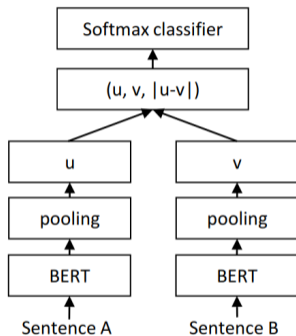 Softmax classifier
(u, v, |u-v|)
u v
pooling pooling
BERT BERT
Sentence A Sentence B